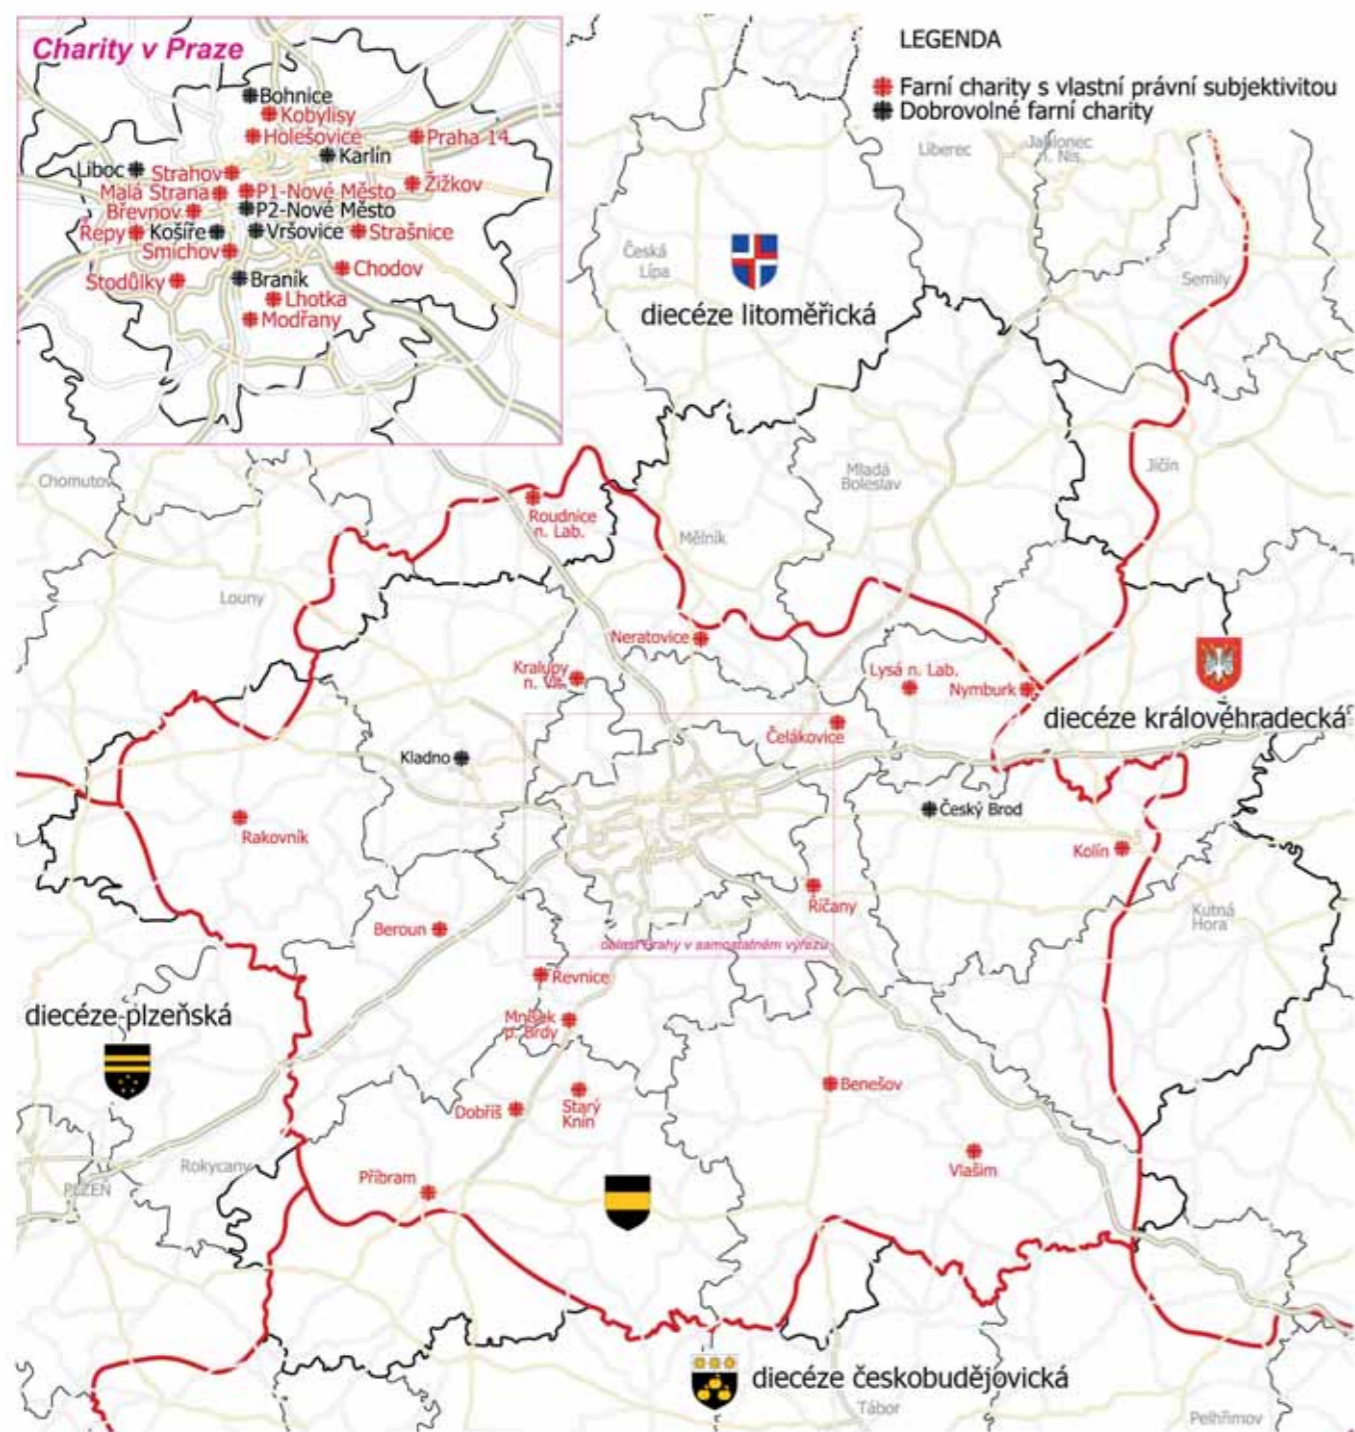 Charity v Praze
Bohnice
Kobylisy
Holešovice
Praha 14
Karlín
Liboc
Strahov
Žižkov
Malá Strana
P1-Nové Město
Břevnov
P2-Nové Město
Řepy
Košíře
Vršovice
Strašnice
Smíchov
Chodov
Stodůlky
Braník
Lhotka
Modřany
LEGENDA
Farní charity s vlastní právní subjektivitou
Dobrovolné farní charity
Liberec
Jablonec
n. Nis.
Česká
Lípa
Semily
diecéze litoměřická
Chomutov
Mladá
Boleslav
Jičín
Roudnice
n. Lab.
Mělník
Louny
Neratovice
Kralupy
n. Vlt.
Lysá n. Lab.
Nymburk
diecéze královéhradecká
Čelákovice
Kladno
Český Brod
Rakovník
Kolín
Říčany
Kutná
Hora
Beroun
oblast Prahy v samostatném výřezu
Řevnice
diecéze plzeňská
Mníšek
p. Brdy
Benešov
Dobříš
Starý
Knín
Vlašim
Rokycany
Příbram
PLZEŇ
diecéze českobudějovická
Tábor
Pelhřimov